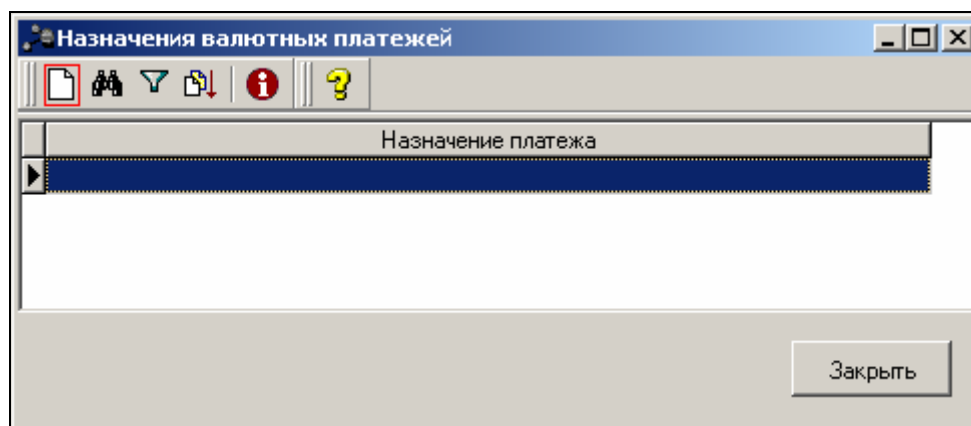 Назначения валютных платежей
Назначение платежа
Закрыть